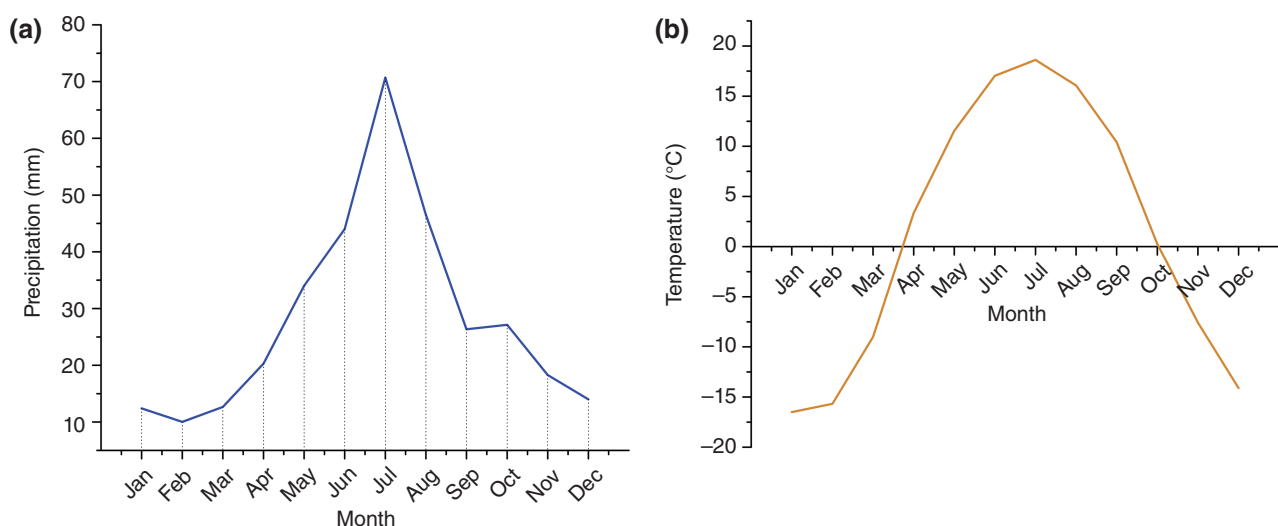 (a)
Precipitation (mm)
80
70
60
50
40
30
20
10
Jan Feb Mar Apr May Jun Jul Aug Sep Oct Nov Dec
Month
(b)
Temperature (°C)
20
15
10
5
0
−5
−10
−15
−20
Jan Feb Mar Apr May Jun Jul Aug Sep Oct Nov Dec
Month